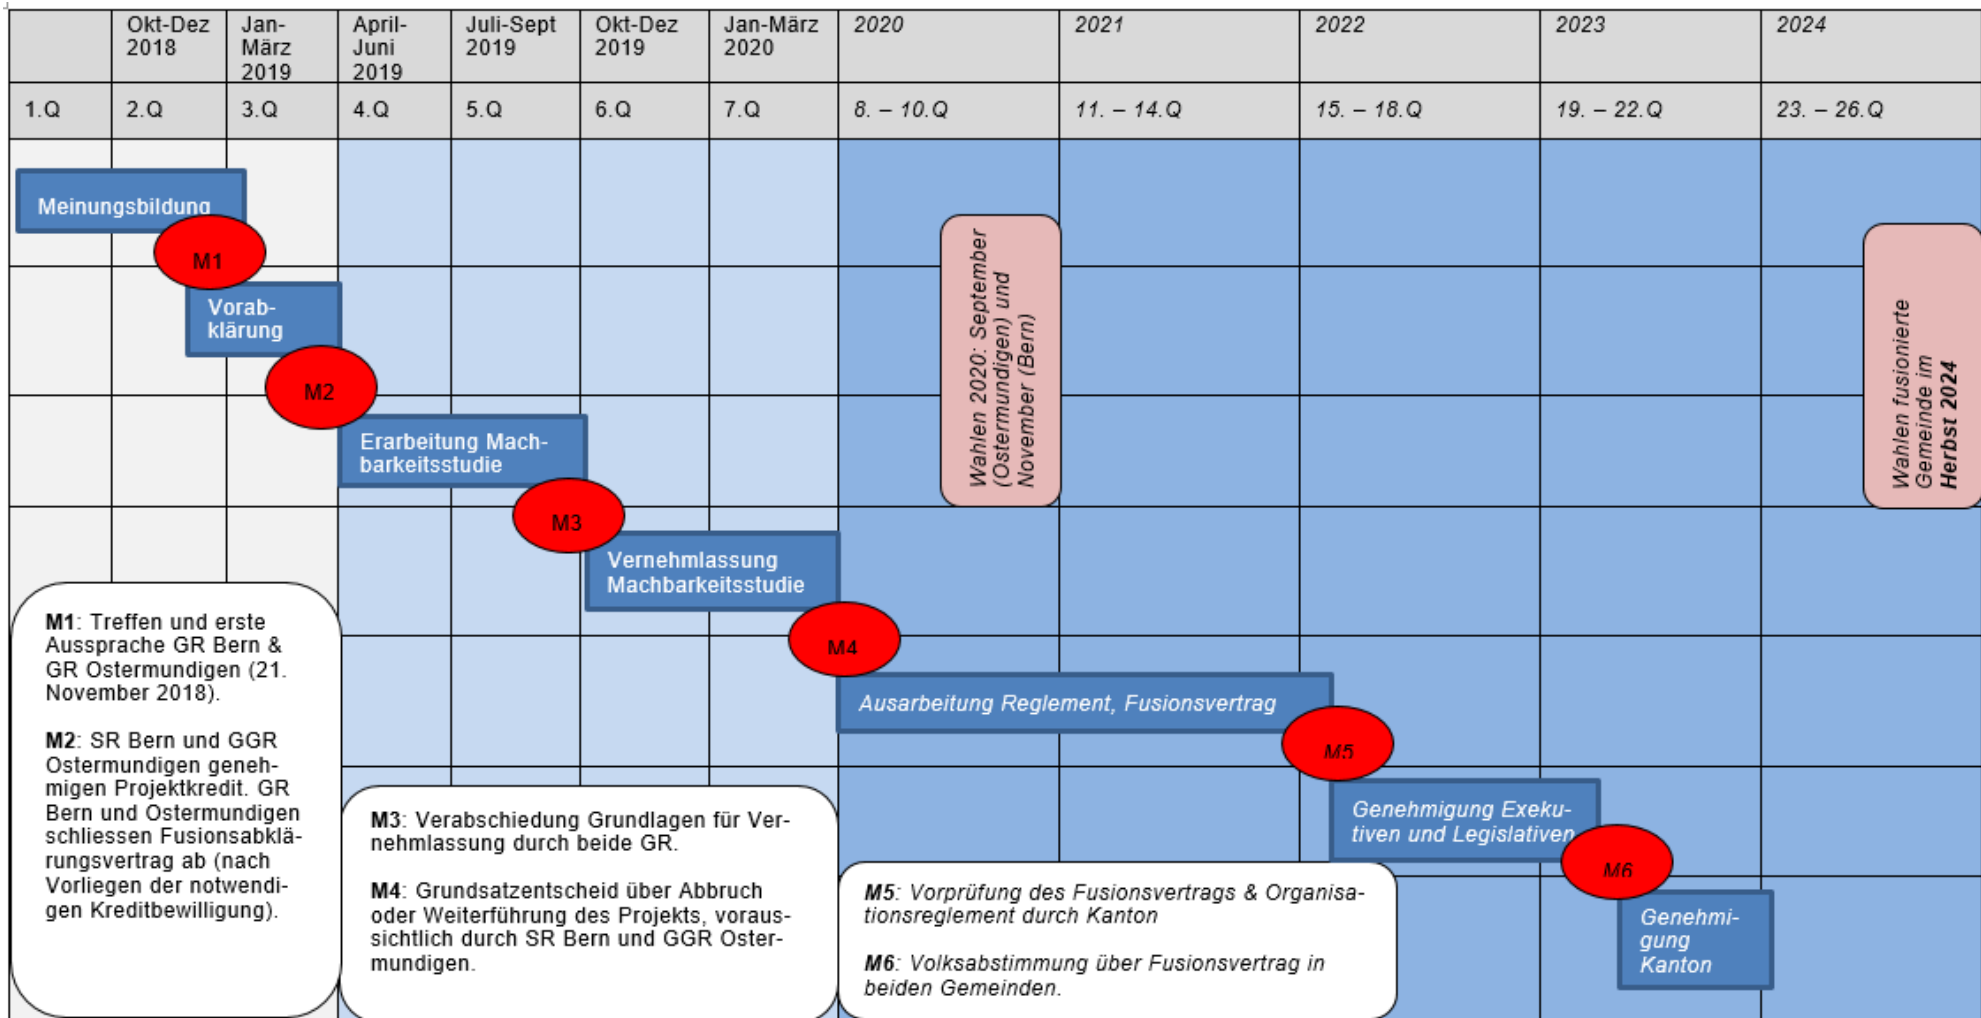 Okt-Dez
2018
Jan-
März
2019
April-
Juni
2019
Juli-Sept
2019
Okt-Dez
2019
Jan-März
2020
2020
2021
2022
2023
2024
1.Q
2.Q
3.Q
4.Q
5.Q
6.Q
7.Q
8. – 10.Q
11. – 14.Q
15. – 18.Q
19. – 22.Q
23. – 26.Q
Meinungsbildung
M1
Vorab-
klärung
M2
Erarbeitung Mach-
barkeitsstudie
M3
Vernehmlassung
Machbarkeitsstudie
M4
Ausarbeitung Reglement, Fusionsvertrag
M5
Genehmigung Exeku-
tiven und Legislativen
M6
Genehmi-
gung
Kanton
Wahlen 2020: September
(Ostermundigen) und
November (Bern)
Wahlen fusionierte
Gemeinde im
Herbst 2024
M1: Treffen und erste
Aussprache GR Bern &
GR Ostermundigen (21.
November 2018).
M2: SR Bern und GGR
Ostermundigen geneh-
migen Projektkredit. GR
Bern und Ostermundigen
schliessen Fusionsabklä-
rungsvertrag ab (nach
Vorliegen der notwendi-
gen Kreditbewilligung).
M3: Verabschiedung Grundlagen für Ver-
nehmlassung durch beide GR.
M4: Grundsatzentscheid über Abbruch
oder Weiterführung des Projekts, voraus-
sichtlich durch SR Bern und GGR Oster-
mundigen.
M5: Vorprüfung des Fusionsvertrags & Organisa-
tionsreglement durch Kanton
M6: Volksabstimmung über Fusionsvertrag in
beiden Gemeinden.